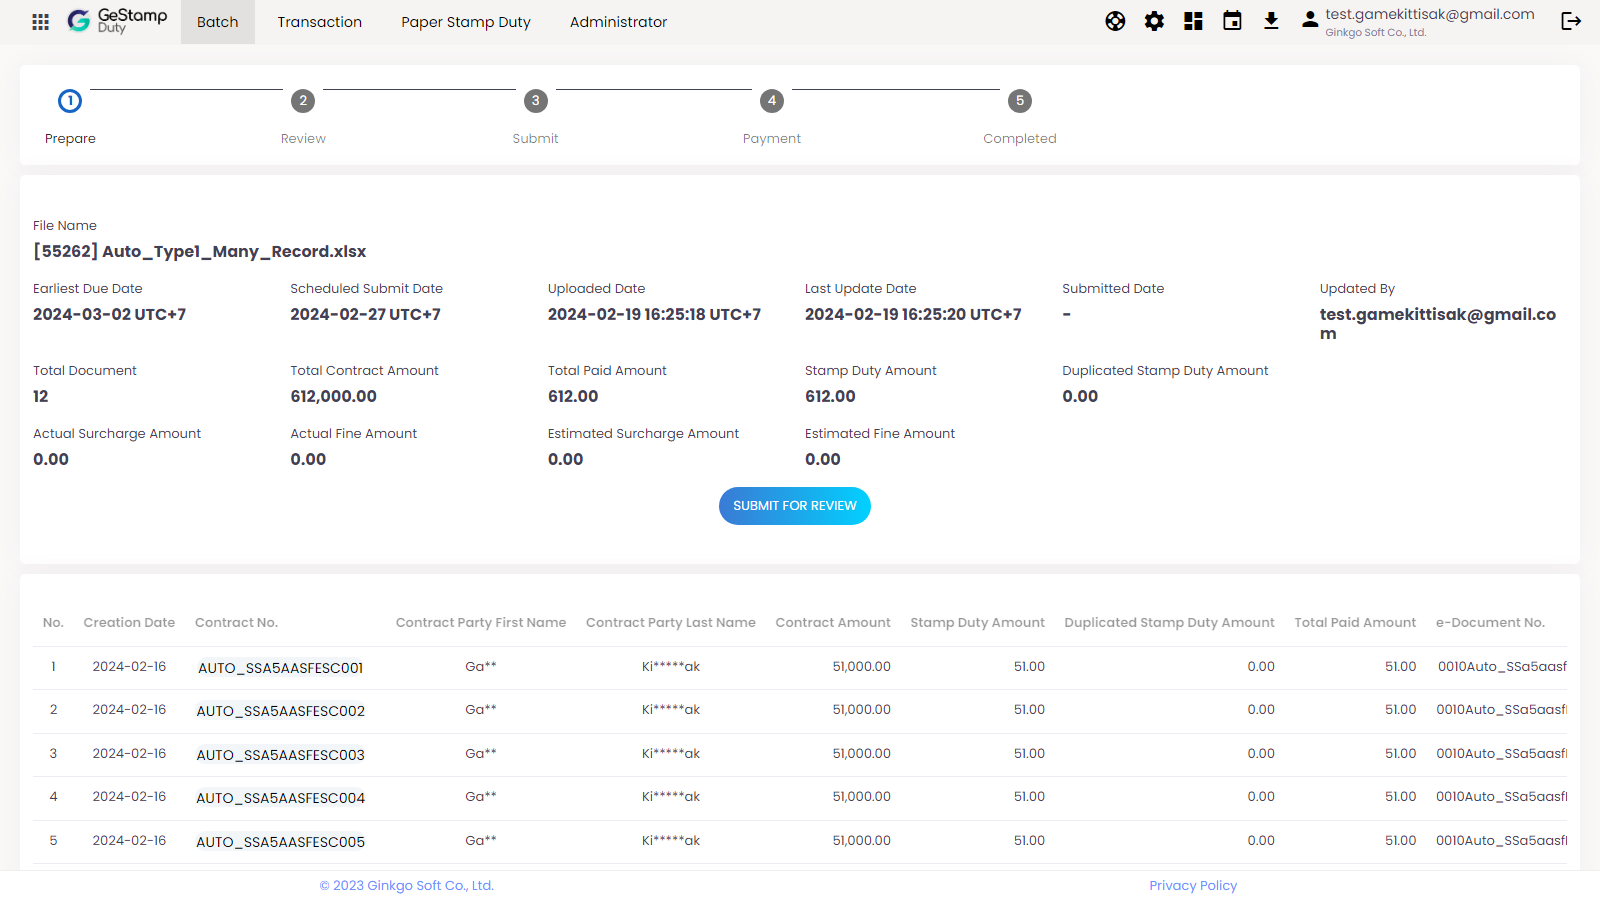 GeStamp
Duty
Batch
Transaction
Paper Stamp Duty
Administrator
test.gamekittisak@gmail.com
Ginkgo Soft Co., Ltd.
1
2
3
4
5
Prepare
Review
Submit
Payment
Completed
File Name
[55262] Auto_Type1_Many_Record.xlsx
Earliest Due Date
Scheduled Submit Date
Uploaded Date
Last Update Date
Submitted Date
Updated By
2024-03-02 UTC+7
2024-02-27 UTC+7
2024-02-19 16:25:18 UTC+7
2024-02-19 16:25:20 UTC+7
-
test.gamekittisak@gmail.co
m
Total Document
Total Contract Amount
Total Paid Amount
Stamp Duty Amount
Duplicated Stamp Duty Amount
12
612,000.00
612.00
612.00
0.00
Actual Surcharge Amount
Actual Fine Amount
Estimated Surcharge Amount
Estimated Fine Amount
0.00
0.00
0.00
0.00
SUBMIT FOR REVIEW
No. Creation Date Contract No. Contract Party First Name Contract Party Last Name Contract Amount Stamp Duty Amount Duplicated Stamp Duty Amount Total Paid Amount e-Document No.
1 2024-02-16 AUTO_SSA5AASFESC001 Ga** Ki*****ak 51,000.00 51.00 0.00 51.00 0010Auto_SSa5aasf
2 2024-02-16 AUTO_SSA5AASFESC002 Ga** Ki*****ak 51,000.00 51.00 0.00 51.00 0010Auto_SSa5aasf
3 2024-02-16 AUTO_SSA5AASFESC003 Ga** Ki*****ak 51,000.00 51.00 0.00 51.00 0010Auto_SSa5aasf
4 2024-02-16 AUTO_SSA5AASFESC004 Ga** Ki*****ak 51,000.00 51.00 0.00 51.00 0010Auto_SSa5aasf
5 2024-02-16 AUTO_SSA5AASFESC005 Ga** Ki*****ak 51,000.00 51.00 0.00 51.00 0010Auto_SSa5aasf
© 2023 Ginkgo Soft Co., Ltd.
Privacy Policy